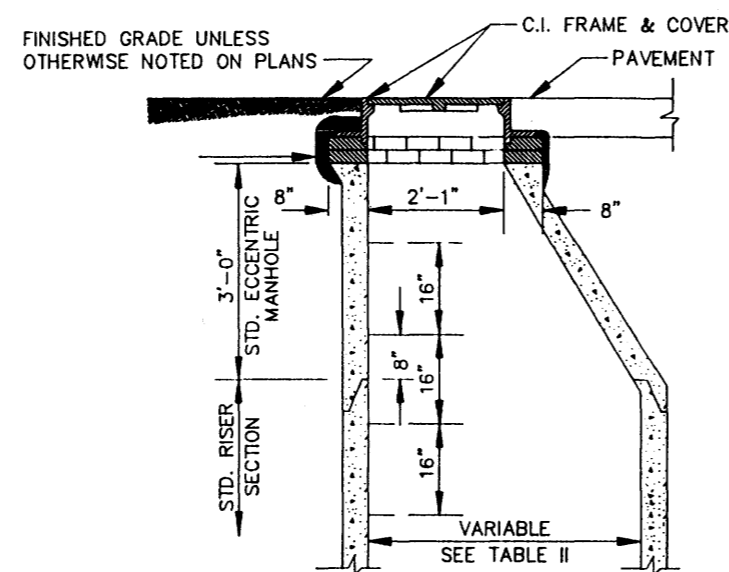 C.I. FRAME & COVER
FINISHED GRADE UNLESS
OTHERWISE NOTED ON PLANS
PAVEMENT
8"
2'-1"
8"
3'-0"
STD. ECCENTRIC
MANHOLE
16"
8"
16"
16"
STD. RISER
SECTION
VARIABLE
SEE TABLE II